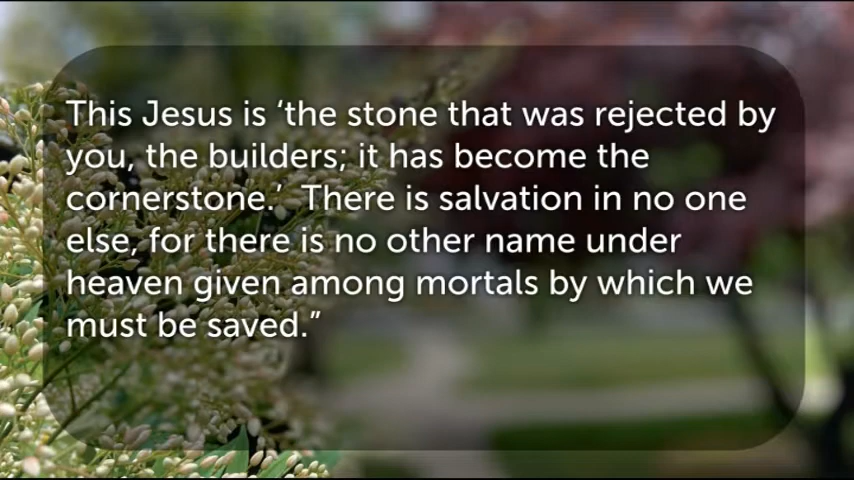 This Jesus is ‘the stone that was rejected by
you, the builders; it has become the
cornerstone.’  There is salvation in no one
else, for there is no other name under
heaven given among mortals by which we
must be saved.”